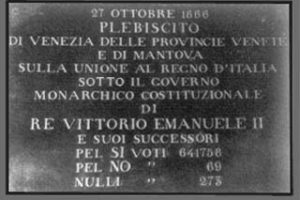 27 OTTOBRE 1866
PLEBISCITO
DI VENEZIA DELLE PROVINCIE VENETE
E DI MANTOVA
SULLA UNIONE AL REGNO D'ITALIA
SOTTO IL GOVERNO
MONARCHICO COSTITUZIONALE
DI
RE VITTORIO EMANUELE II
E SUOI SUCCESSORI
PEL SÌ VOTI 641758
PEL NO " 69
NULLI " 273